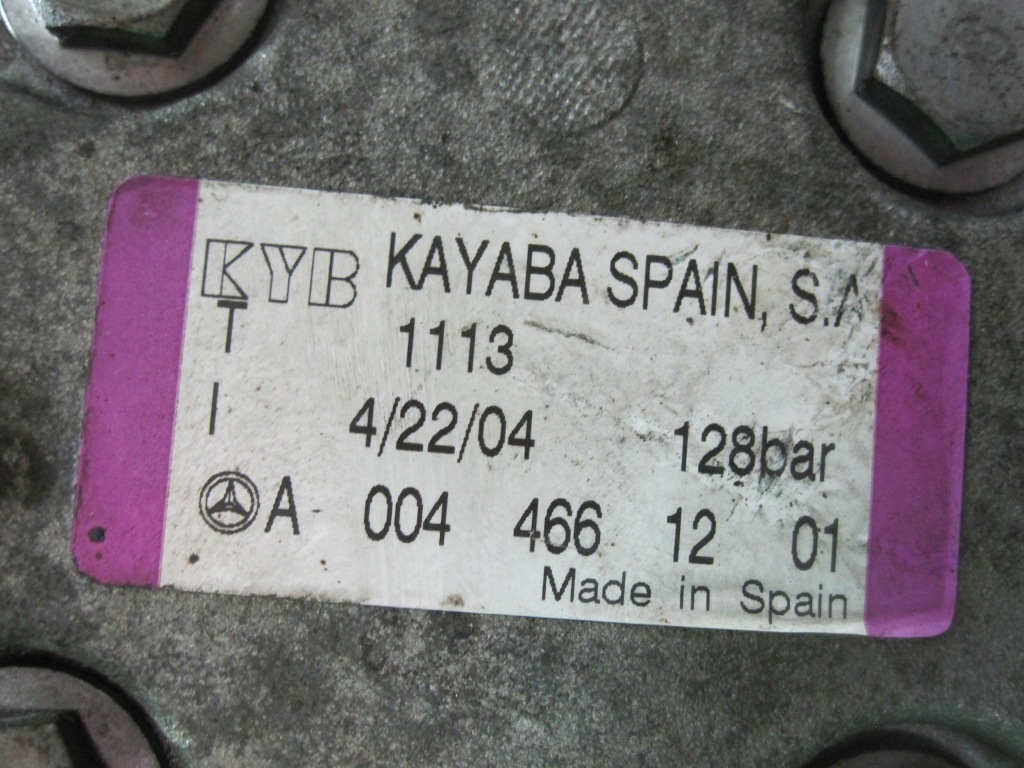 KYB KAYABA SPAIN, S.A
T 1113
I 4/22/04 128bar
A 004 466 12 01
Made in Spain